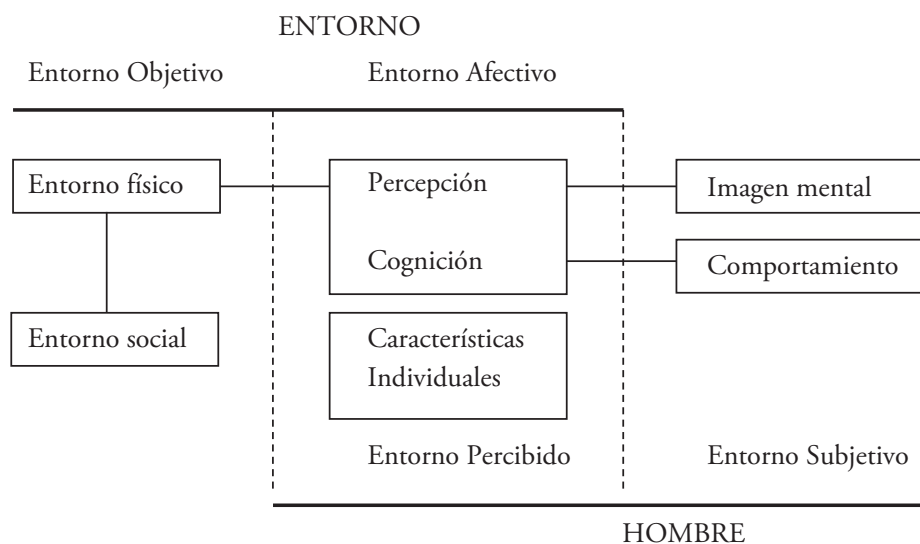 ENTORNO
Entorno Objetivo
Entorno Afectivo
Entorno físico
Percepción
Imagen mental
Cognición
Comportamiento
Entorno social
Característicás
Individuales
Entorno Percibido
Entorno Subjetivo
HOMBRE